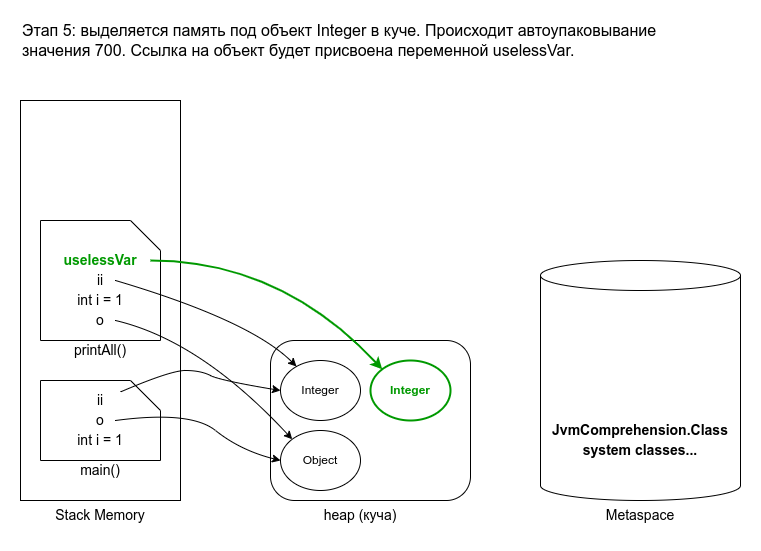 Этап 5: выделяется память под объект Integer в куче. Происходит автоупаковывание
значения 700. Ссылка на объект будет присвоена переменной uselessVar.
uselessVar
ii
int i = 1
o
printAll()
ii
o
int i = 1
main()
Stack Memory
Integer
Integer
Object
heap (куча)
JvmComprehension.Class
system classes...
Metaspace